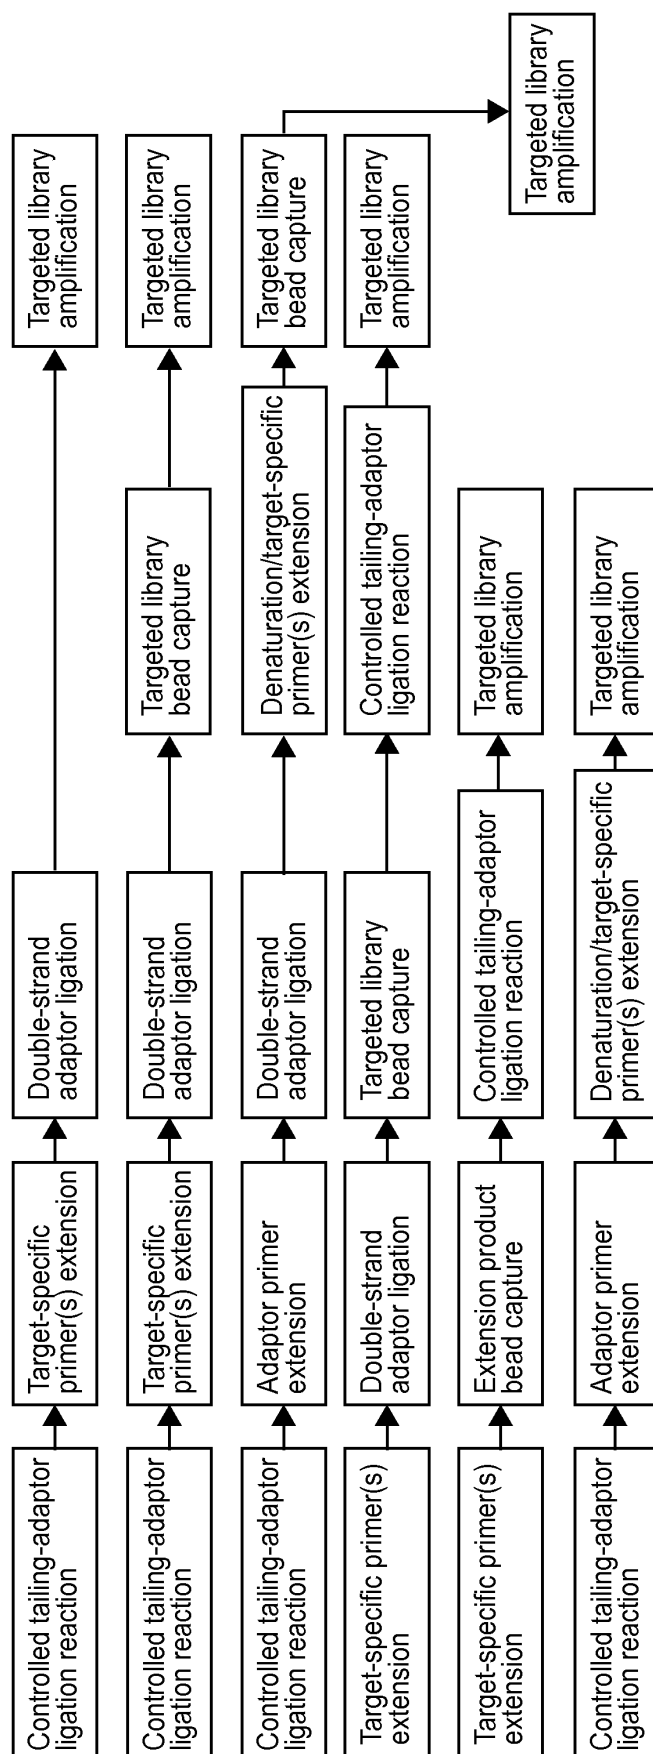 Controlled tailing-adaptor
ligation reaction
Target-specific
primer(s) extension
Double-strand
adaptor ligation
Targeted library
amplification
Controlled tailing-adaptor
ligation reaction
Target-specific
primer(s) extension
Double-strand
adaptor ligation
Targeted library
bead capture
Targeted library
amplification
Controlled tailing-adaptor
ligation reaction
Adaptor primer
extension
Double-strand
adaptor ligation
Denaturation/target-specific
primer(s) extension
Targeted library
bead capture
Targeted library
amplification
Target-specific primer(s)
extension
Double-strand
adaptor ligation
Targeted library
bead capture
Controlled tailing-adaptor
ligation reaction
Targeted library
amplification
Target-specific primer(s)
extension
Extension product
bead capture
Controlled tailing-adaptor
ligation reaction
Targeted library
amplification
Controlled tailing-adaptor
ligation reaction
Adaptor primer
extension
Denaturation/target-specific
primer(s) extension
Targeted library
amplification